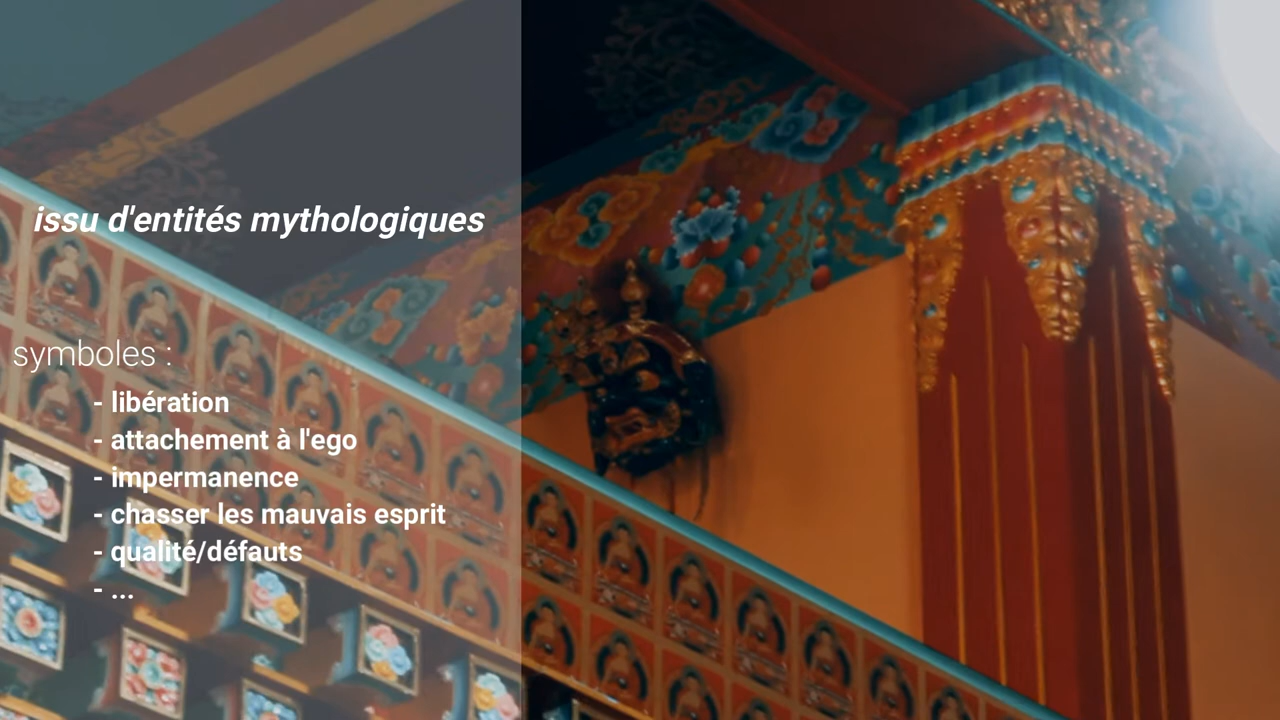 issu d'entités mythologiques
symboles :
- libération
- attachement à l'ego
- impermanence
- chasser les mauvais esprit
- qualité/défauts
- ...